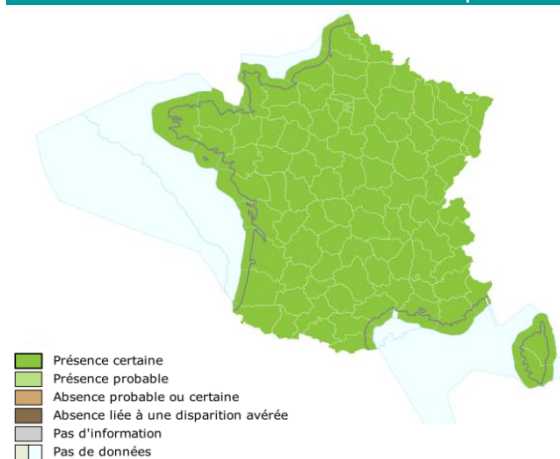 Présence certaine
Présence probable
Absence probable ou certaine
Absence liée à une disparition avérée
Pas d'information
Pas de données